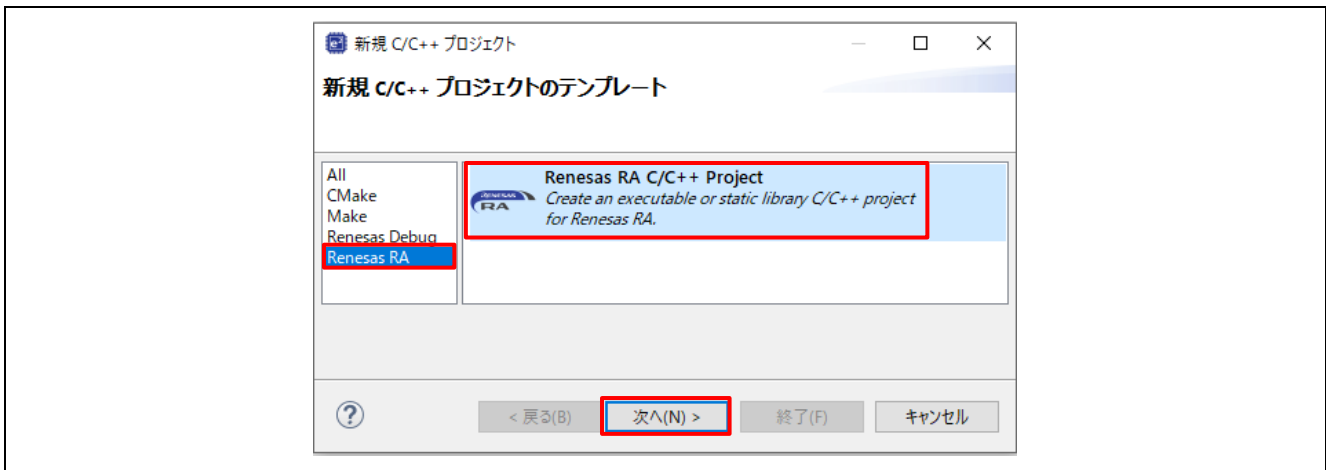 新規 C/C++ プロジェクト
新規 C/C++ プロジェクトのテンプレート
All
CMake
Make
Renesas Debug
Renesas RA
RENESAS
RA
Renesas RA C/C++ Project
Create an executable or static library C/C++ project
for Renesas RA.
?
< 戻る(B)
次へ(N) >
終了(F)
キャンセル